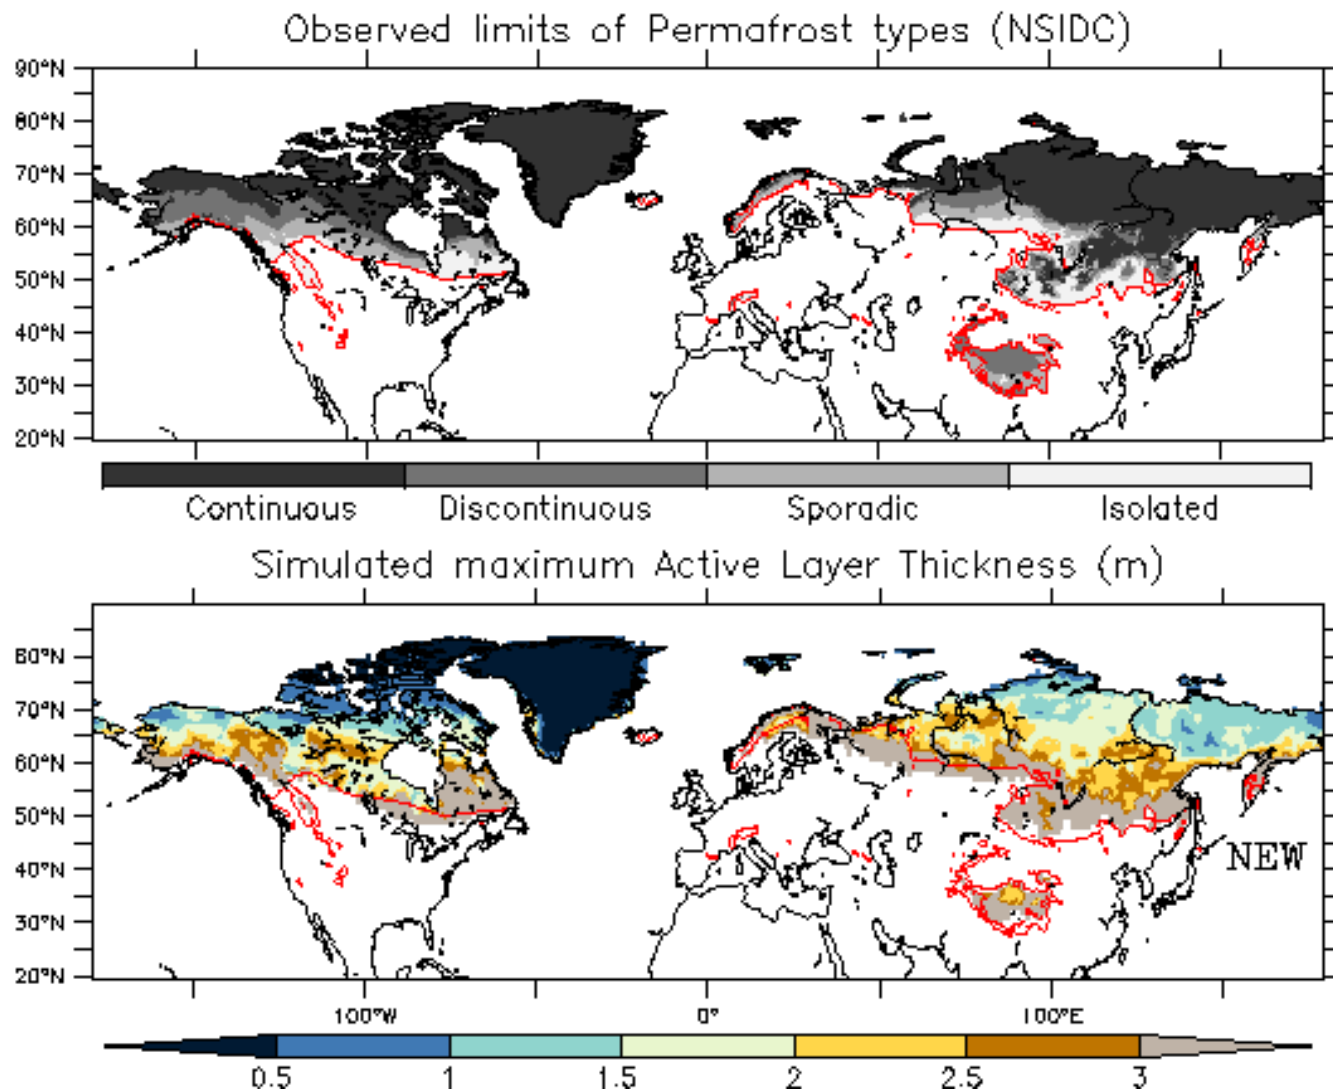 Observed limits of Permafrost types (NSIDC)
90°N
80°N
70°N
60°N
50°N
40°N
30°N
20°N
Continuous Discontinuous Sporadic Isolated
Simulated maximum Active Layer Thickness (m)
80°N
70°N
60°N
50°N
40°N
30°N
20°N
NEW
100°W 0° 100°E
0.5 1 1.5 2 2.5 3